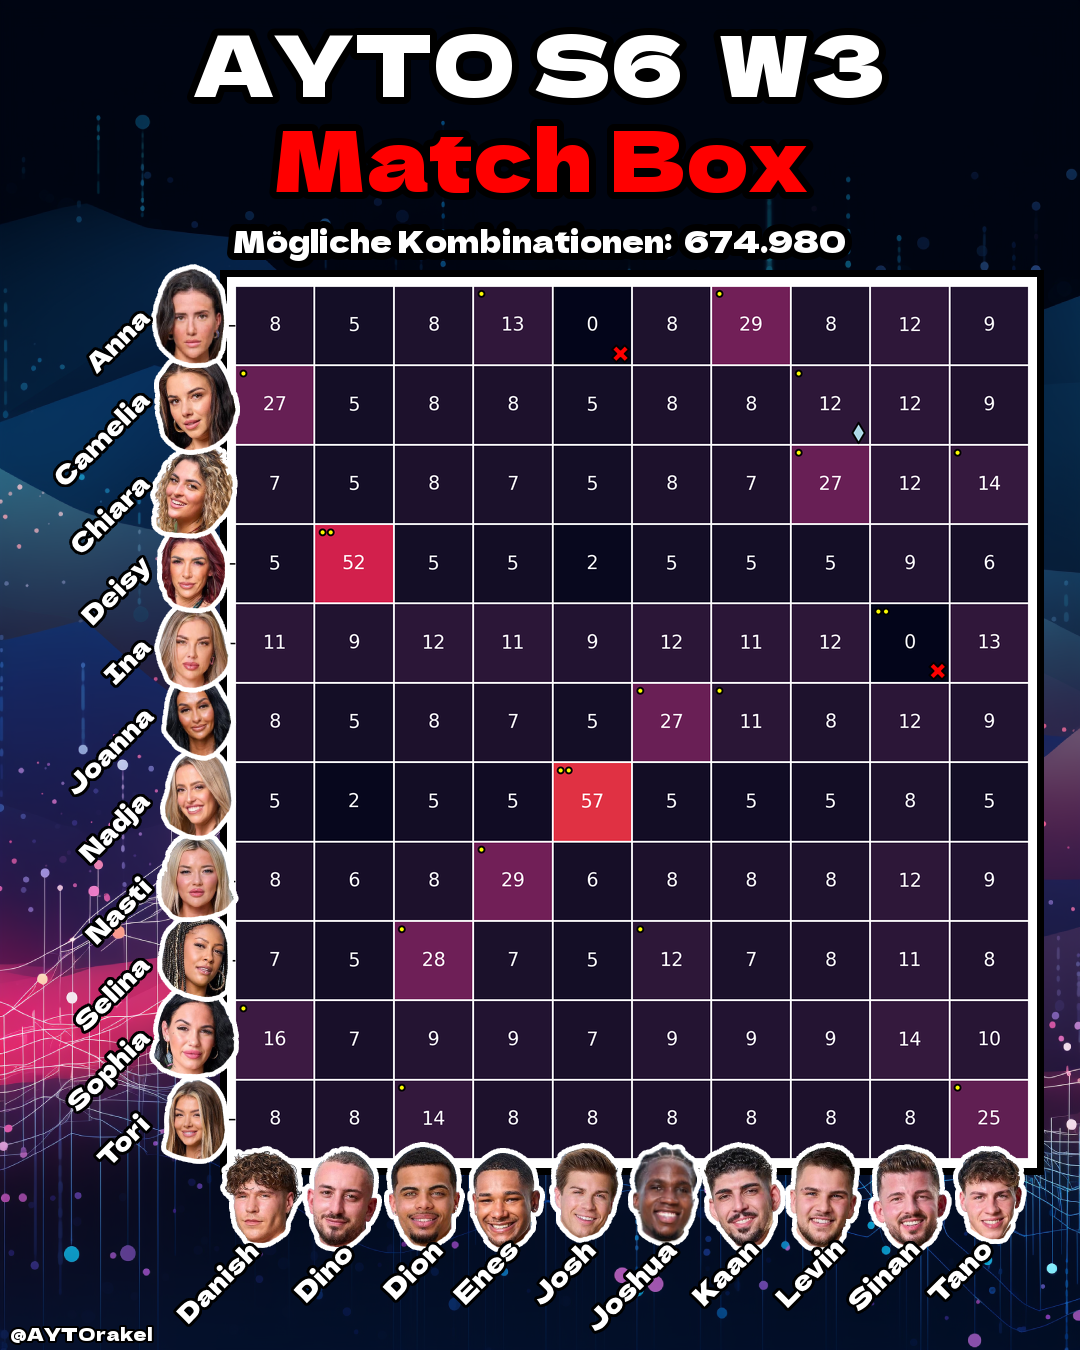 AYTO S6 W3
Match Box
Mögliche Kombinationen: 674.980
Anna 8 5 8 13 0 8 29 8 12 9
Camelia 27 5 8 8 5 8 8 12 12 9
Chiara 7 5 8 7 5 8 7 27 12 14
Deisy 5 52 5 5 2 5 5 5 9 6
Ina 11 9 12 11 9 12 11 12 0 13
Joanna 8 5 8 7 5 27 11 8 12 9
Nadja 5 2 5 5 57 5 5 5 8 5
Nasti 8 6 8 29 6 8 8 8 12 9
Selina 7 5 28 7 5 12 7 8 11 8
Sophia 16 7 9 9 7 9 9 9 14 10
Tori 8 8 14 8 8 8 8 8 8 25
Danish Dino Dion Enes Josh Joshua Kaan Levin Sinan Tano
@AYTOrakel